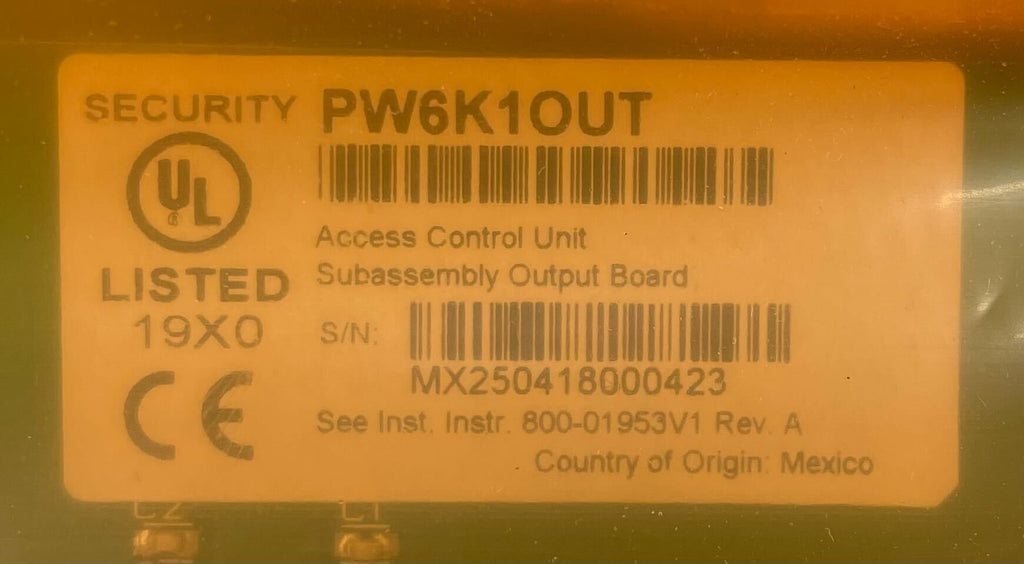 SECURITY
PW6K1OUT
UL
LISTED
19X0
CE
Access Control Unit
Subassembly Output Board
S/N:
MX250418000423
See Inst. Instr. 800-01953V1 Rev. A
Country of Origin: Mexico
C2